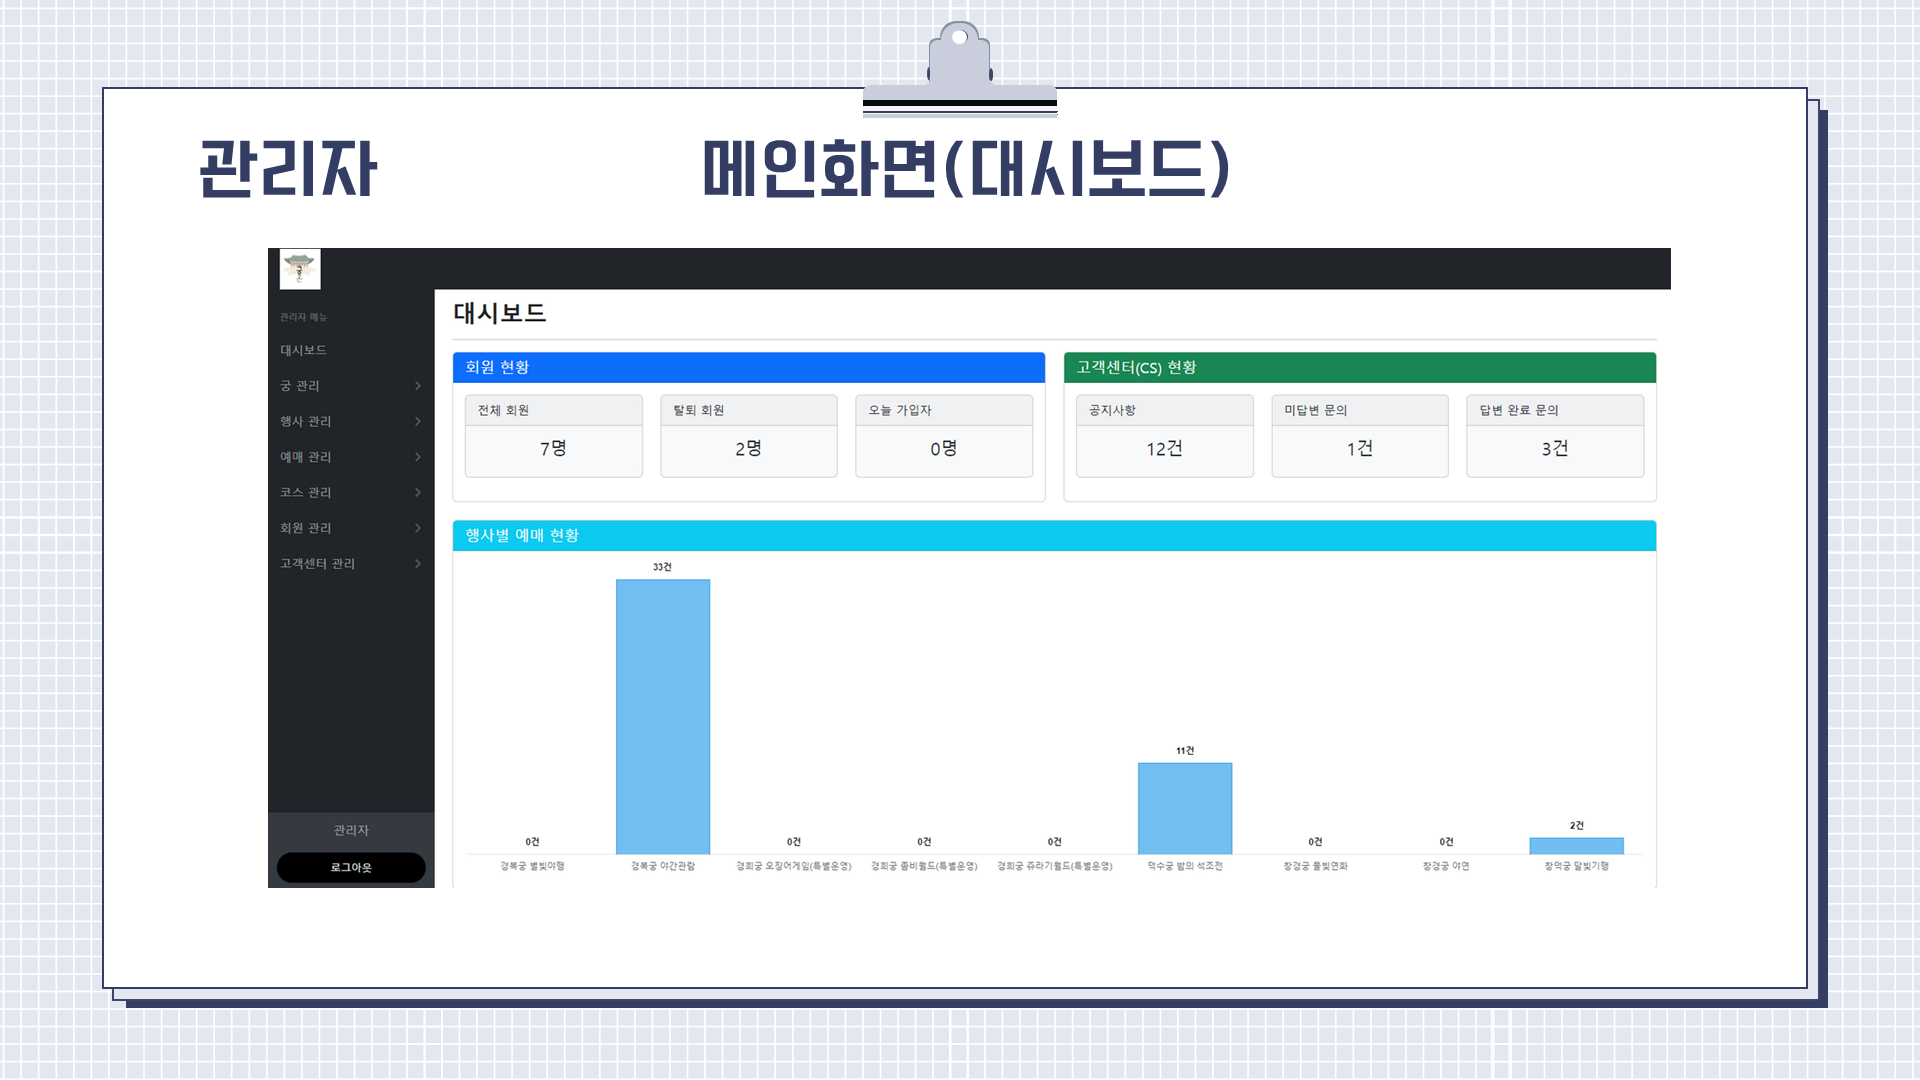 관리자
메인화면(대시보드)
관리자 메뉴
대시보드
궁 관리
행사 관리
예매 관리
코스 관리
회원 관리
고객센터 관리
관리자
로그아웃
대시보드
회원 현황
전체 회원
7명
탈퇴 회원
2명
오늘 가입자
0명
고객센터(CS) 현황
공지사항
12건
미답변 문의
1건
답변 완료 문의
3건
행사별 예매 현황
0건
33건
0건
0건
0건
11건
0건
0건
2건
경복궁 별빛야행
경복궁 야간관람
경희궁 오징어게임(특별운영)
경희궁 좀비월드(특별운영)
경희궁 쥬라기월드(특별운영)
덕수궁 밤의 석조전
창경궁 물빛연화
창경궁 야연
창덕궁 달빛기행